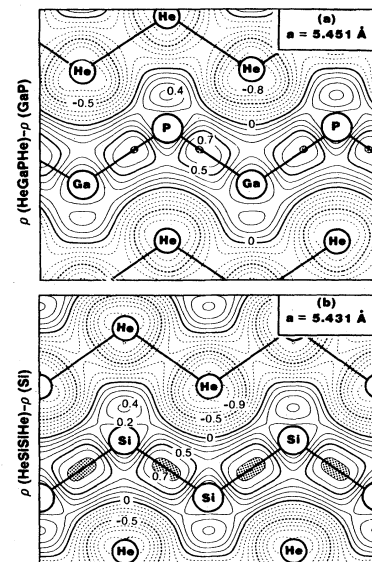 ρ (HeGaPHe)-ρ (GaP)
(a)
a = 5.451 Å
He
He
He
-0.5
0.4
-0.8
0
P
P
0.7
0.5
Ga
Ga
0
He
He
ρ (HeSiSiHe)-ρ (Si)
(b)
a = 5.431 Å
He
He
-0.9
-0.5
0.4
0.2
0
Si
Si
0.5
0.7
Si
0
-0.5
He
He